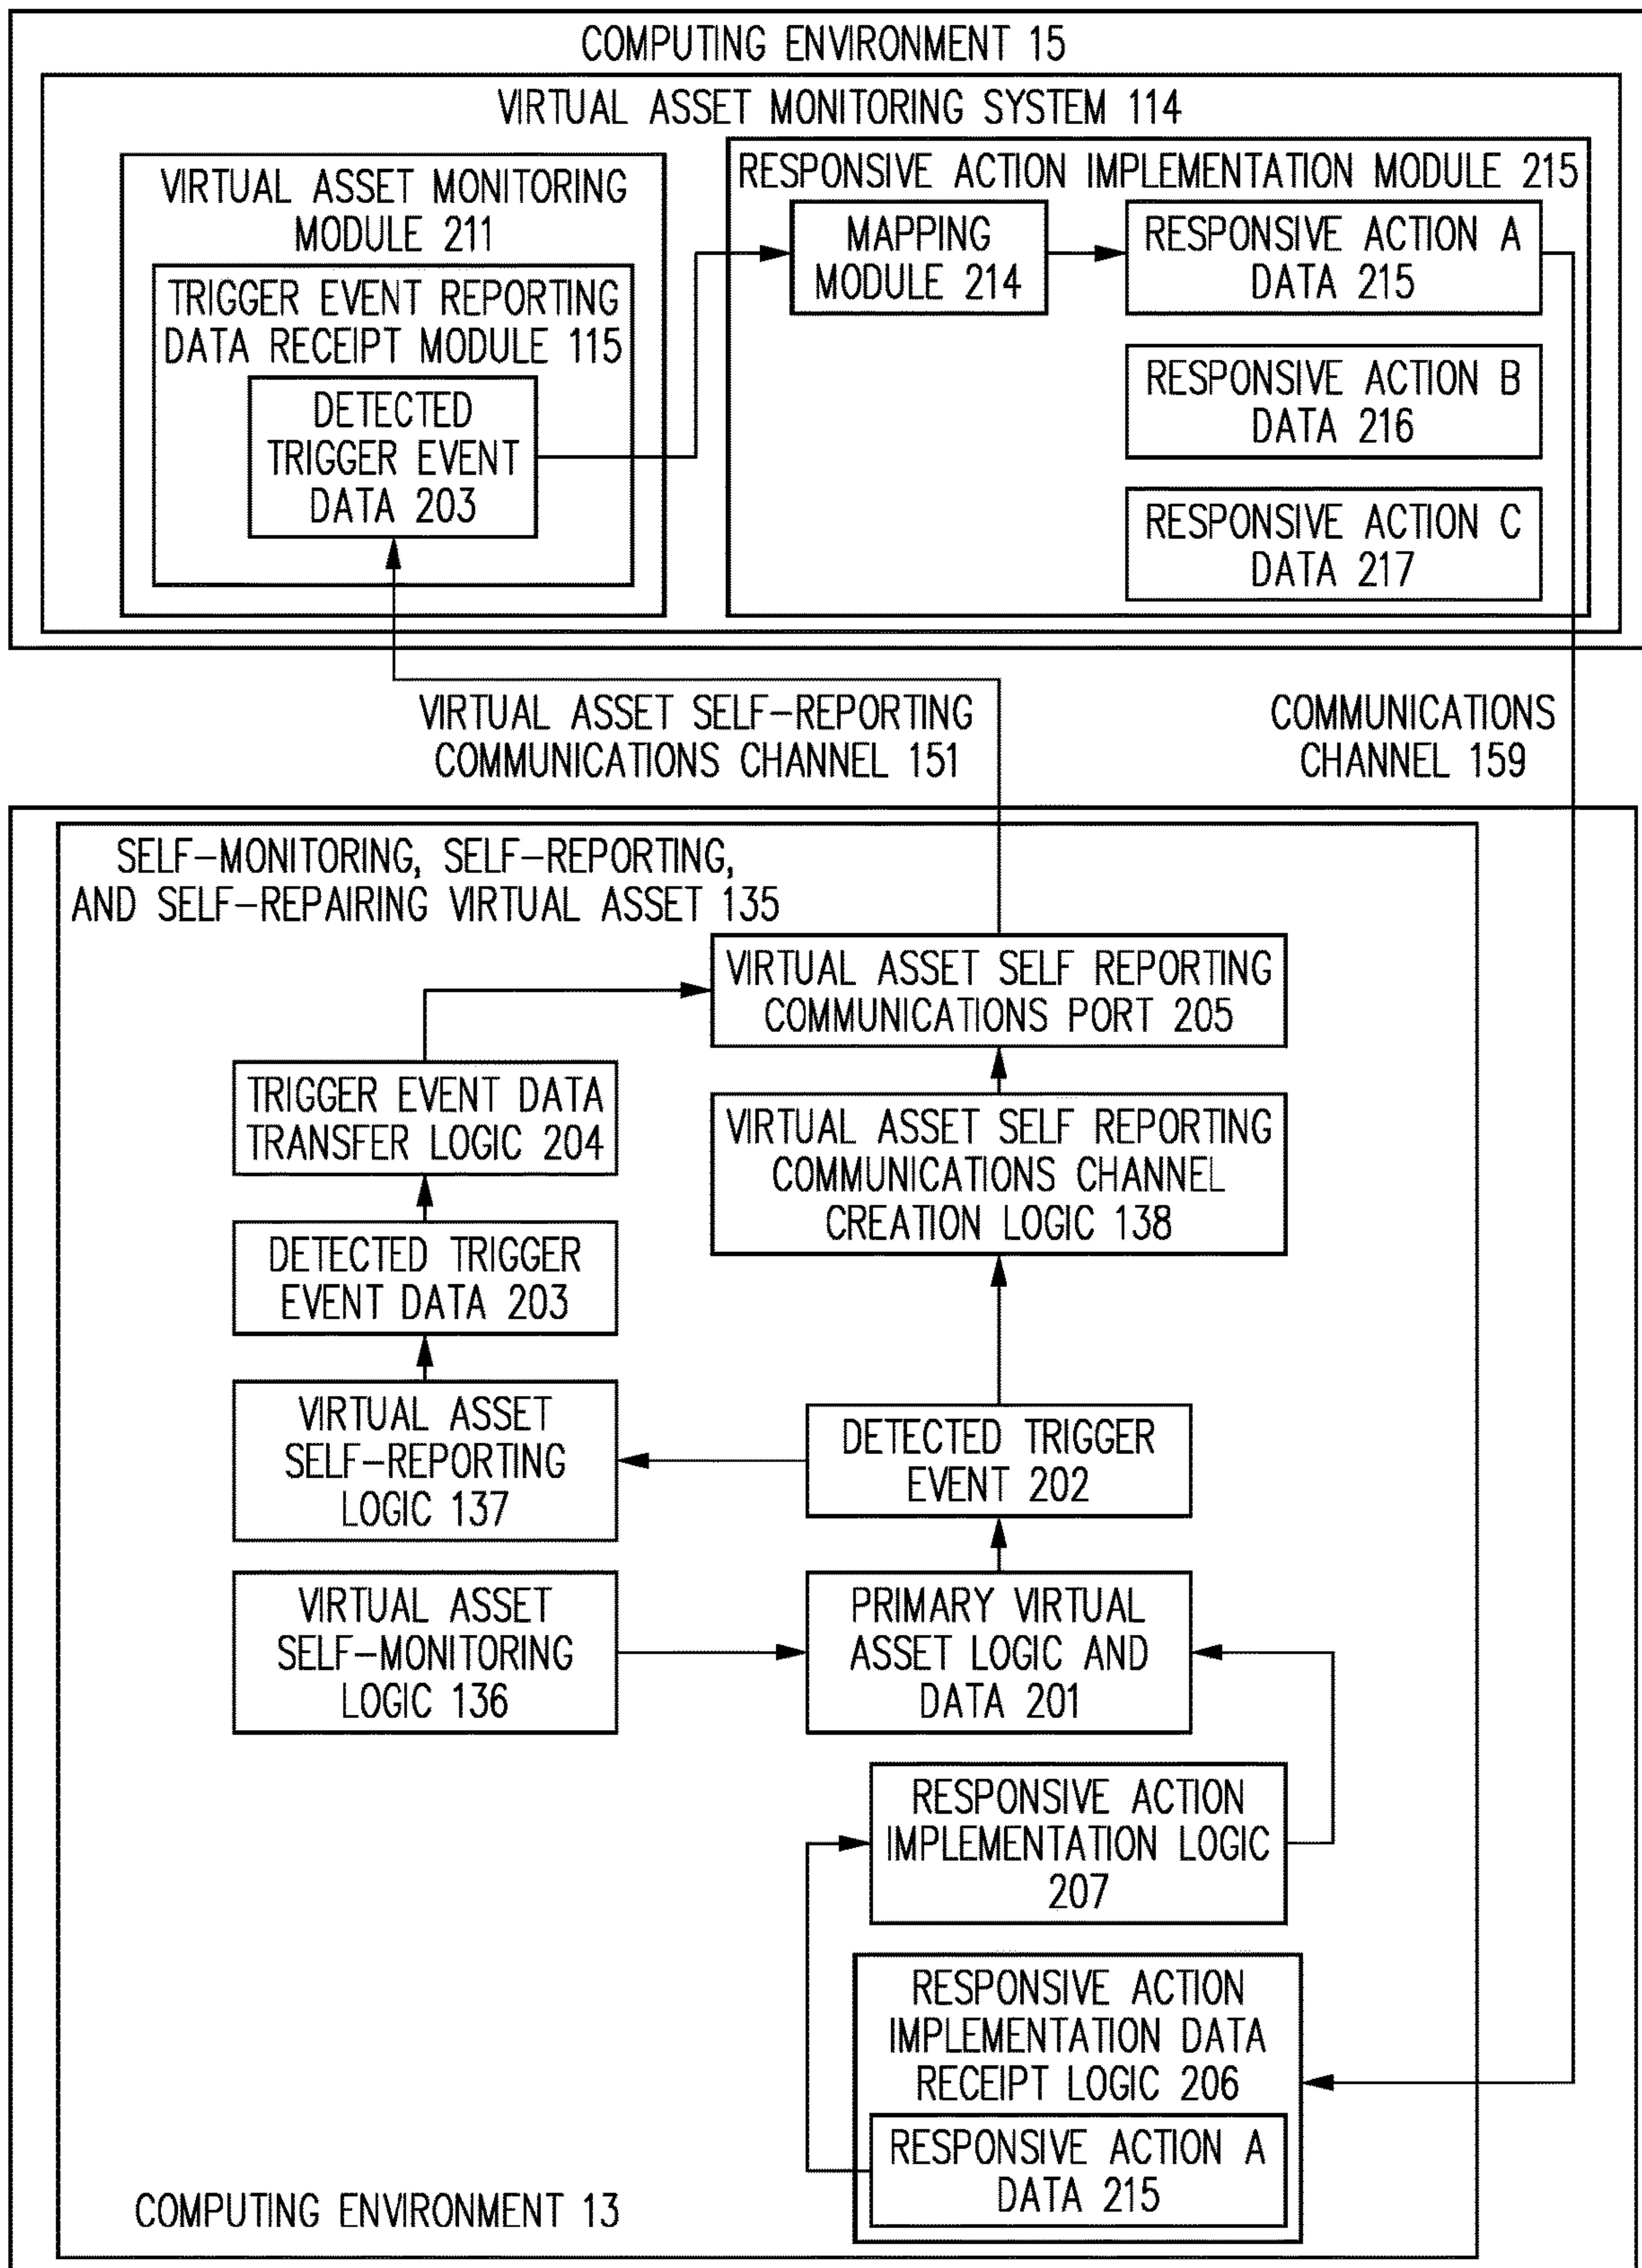 COMPUTING ENVIRONMENT 15
VIRTUAL ASSET MONITORING SYSTEM 114
VIRTUAL ASSET MONITORING
MODULE 211
TRIGGER EVENT REPORTING
DATA RECEIPT MODULE 115
DETECTED
TRIGGER EVENT
DATA 203
RESPONSIVE ACTION IMPLEMENTATION MODULE 215
MAPPING
MODULE 214
RESPONSIVE ACTION A
DATA 215
RESPONSIVE ACTION B
DATA 216
RESPONSIVE ACTION C
DATA 217
VIRTUAL ASSET SELF-REPORTING
COMMUNICATIONS CHANNEL 151
COMMUNICATIONS
CHANNEL 159
SELF-MONITORING, SELF-REPORTING,
AND SELF-REPAIRING VIRTUAL ASSET 135
VIRTUAL ASSET SELF REPORTING
COMMUNICATIONS PORT 205
TRIGGER EVENT DATA
TRANSFER LOGIC 204
VIRTUAL ASSET SELF REPORTING
COMMUNICATIONS CHANNEL
CREATION LOGIC 138
DETECTED TRIGGER
EVENT DATA 203
VIRTUAL ASSET
SELF-REPORTING
LOGIC 137
DETECTED TRIGGER
EVENT 202
VIRTUAL ASSET
SELF-MONITORING
LOGIC 136
PRIMARY VIRTUAL
ASSET LOGIC AND
DATA 201
RESPONSIVE ACTION
IMPLEMENTATION LOGIC
207
RESPONSIVE ACTION
IMPLEMENTATION DATA
RECEIPT LOGIC 206
RESPONSIVE ACTION A
DATA 215
COMPUTING ENVIRONMENT 13